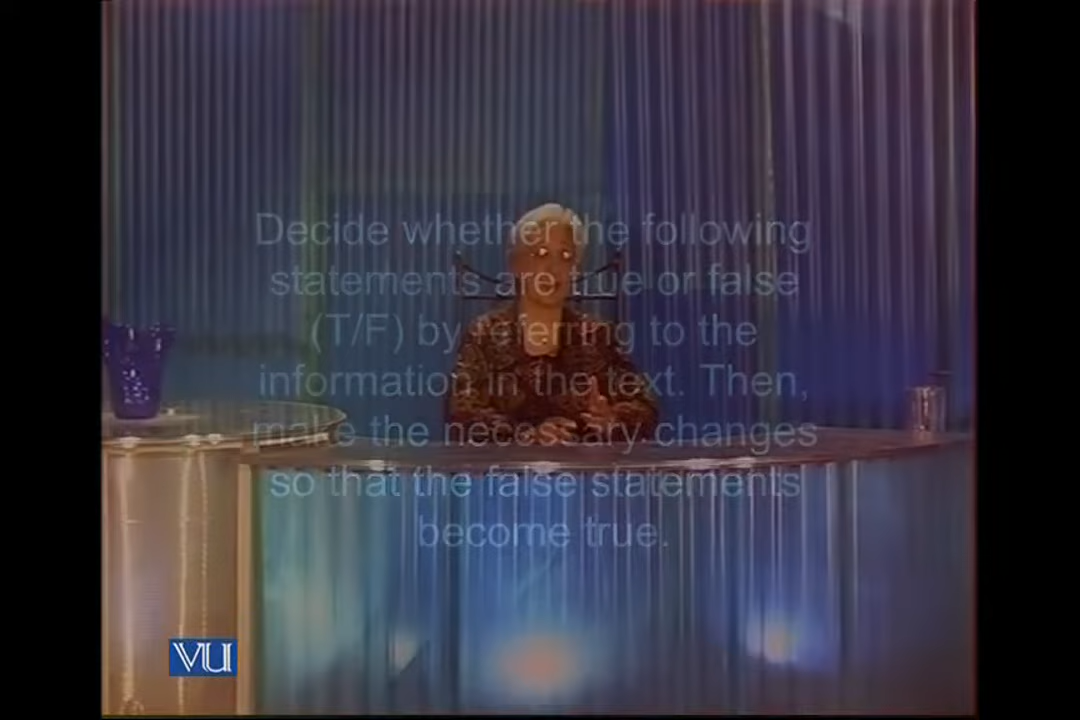 Decide whether the following
statements are true or false
(T/F) by referring to the
information in the text. Then,
make the necessary changes
so that the false statements
become true.
VU